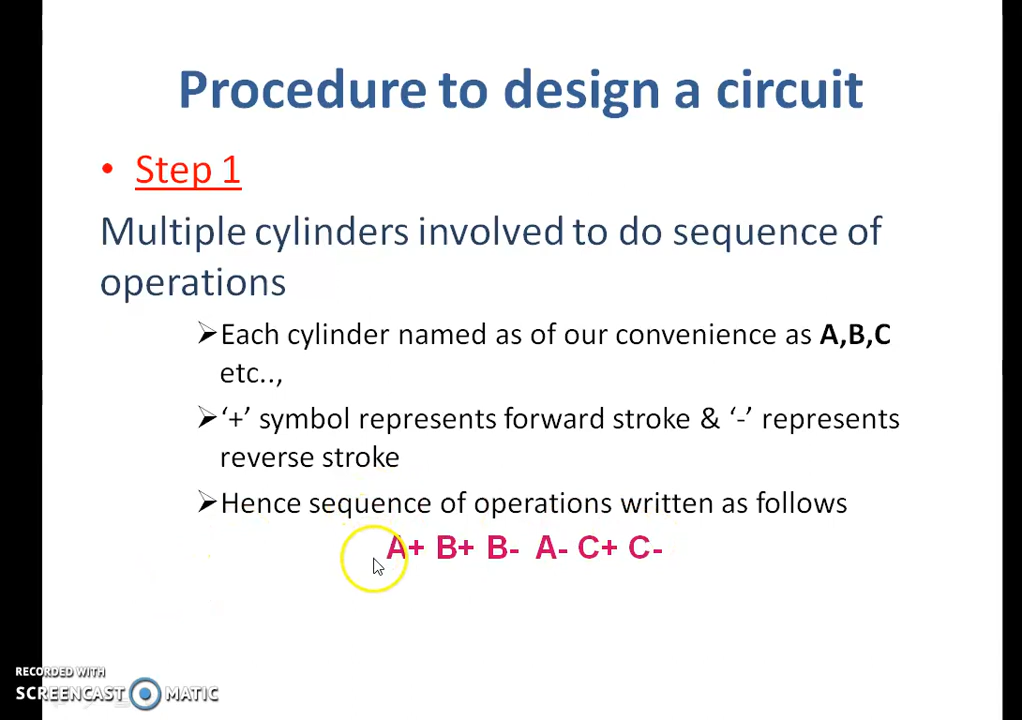 Procedure to design a circuit
• Step 1
Multiple cylinders involved to do sequence of
operations
➢Each cylinder named as of our convenience as A,B,C
etc..,
➢‘+’ symbol represents forward stroke & ‘-’ represents
reverse stroke
➢Hence sequence of operations written as follows
A+ B+ B- A- C+ C-
RECORDED WITH
SCREENCAST MATIC